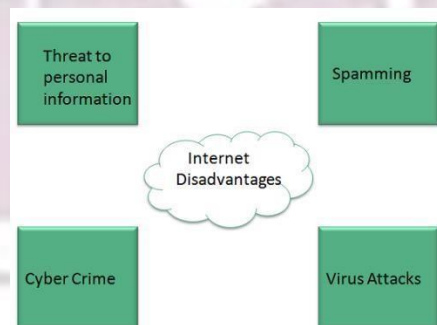 Threat to
personal
information
Spamming
Internet
Disadvantages
Cyber Crime
Virus Attacks